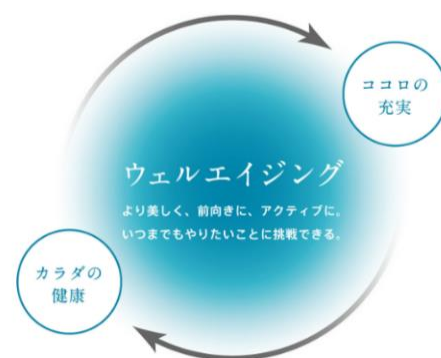 ココロの
充実
ウェルエイジング
より美しく、前向きに、アクティブに。
いつまでもやりたいことに挑戦できる。
カラダの
健康